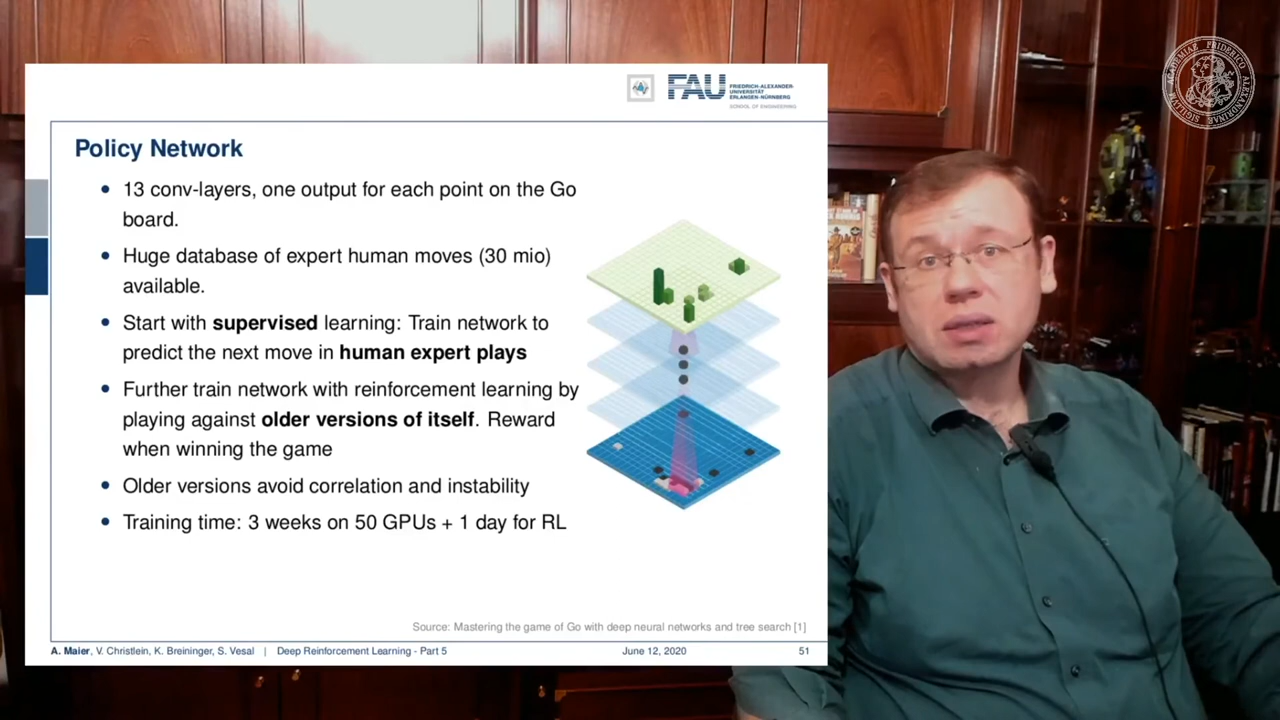 FAU
FRIEDRICH-ALEXANDER-
UNIVERSITÄT
ERLANGEN-NÜRNBERG
SCHOOL OF ENGINEERING
Policy Network
• 13 conv-layers, one output for each point on the Go
board.
• Huge database of expert human moves (30 mio)
available.
• Start with supervised learning: Train network to
predict the next move in human expert plays
• Further train network with reinforcement learning by
playing against older versions of itself. Reward
when winning the game
• Older versions avoid correlation and instability
• Training time: 3 weeks on 50 GPUs + 1 day for RL
Source: Mastering the game of Go with deep neural networks and tree search [1]
A. Maier, V. Christlein, K. Breininger, S. Vesal | Deep Reinforcement Learning - Part 5 June 12, 2020 51